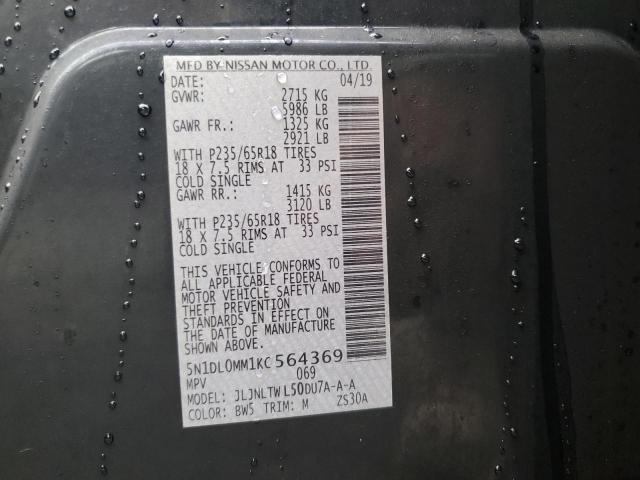 MFD BY NISSAN MOTOR CO., LTD.
DATE: 04/19
GVWR: 2715 KG
5986 LB
GAWR FR.: 1325 KG
2921 LB
WITH P235/65R18 TIRES
18 X 7.5 RIMS AT 33 PSI
COLD SINGLE
GAWR RR.: 1415 KG
3120 LB
WITH P235/65R18 TIRES
18 X 7.5 RIMS AT 33 PSI
COLD SINGLE
THIS VEHICLE CONFORMS TO
ALL APPLICABLE FEDERAL
MOTOR VEHICLE SAFETY AND
THEFT PREVENTION
STANDARDS IN EFFECT ON
THE DATE OF MANUFACTURE
SHOWN ABOVE.
5N1DL0MM1KC564369
MPV 069
MODEL: JLJNLTWL50DU7A-A-A
COLOR: BW5 TRIM: M ZS30A